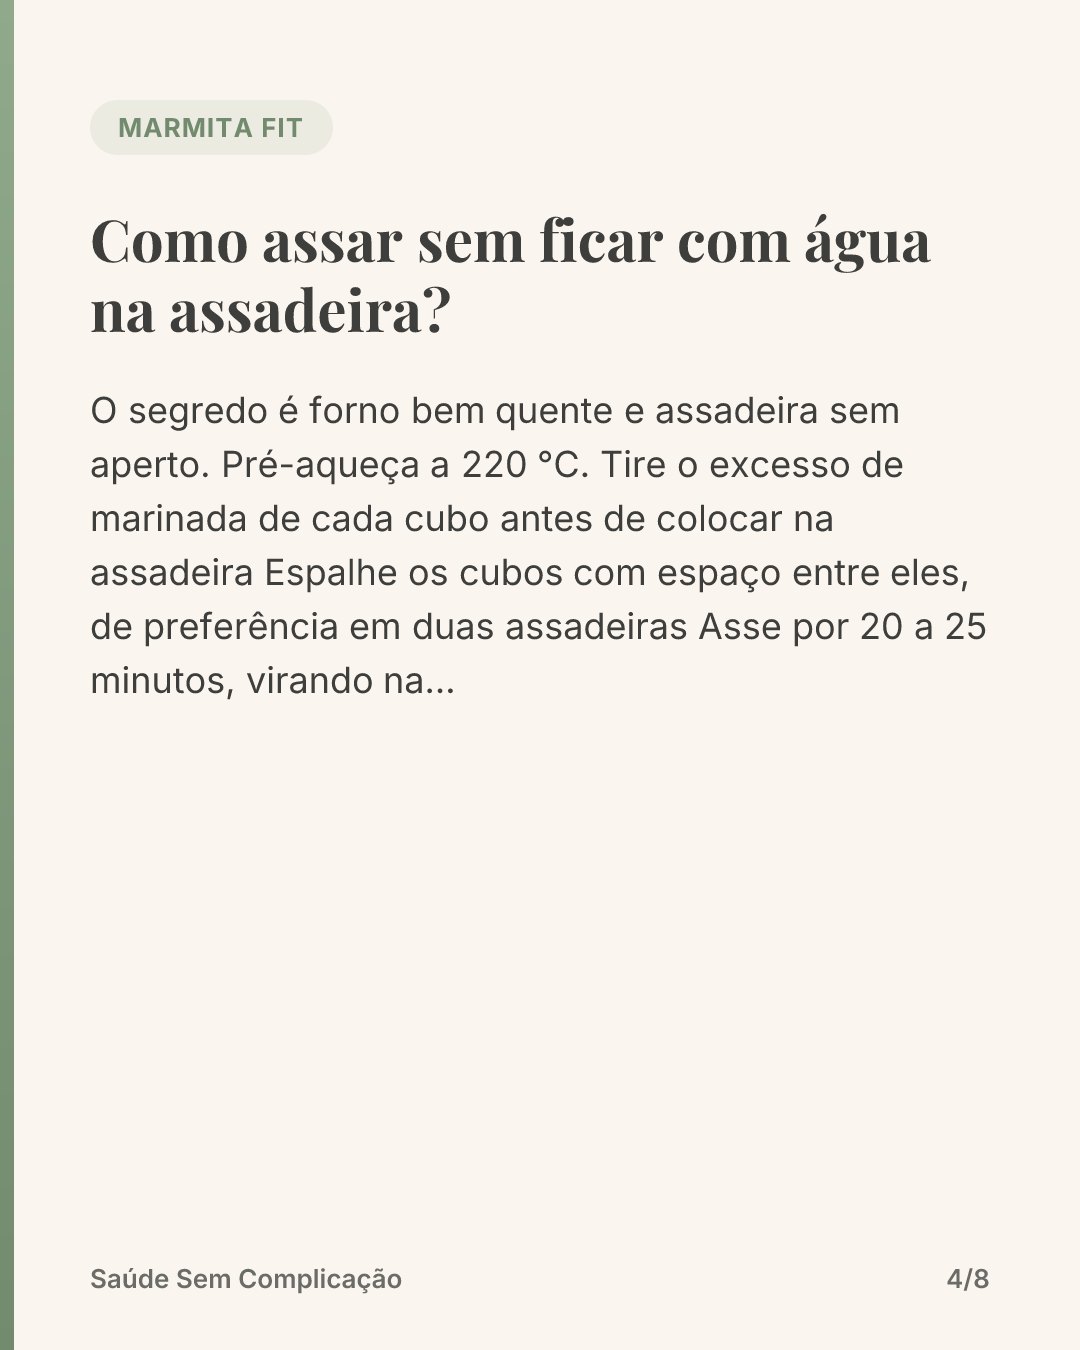 MARMITA FIT
Como assar sem ficar com água
na assadeira?
O segredo é forno bem quente e assadeira sem
aperto. Pré-aqueça a 220 °C. Tire o excesso de
marinada de cada cubo antes de colocar na
assadeira Espalhe os cubos com espaço entre eles,
de preferência em duas assadeiras Asse por 20 a 25
minutos, virando na...
Saúde Sem Complicação
4/8